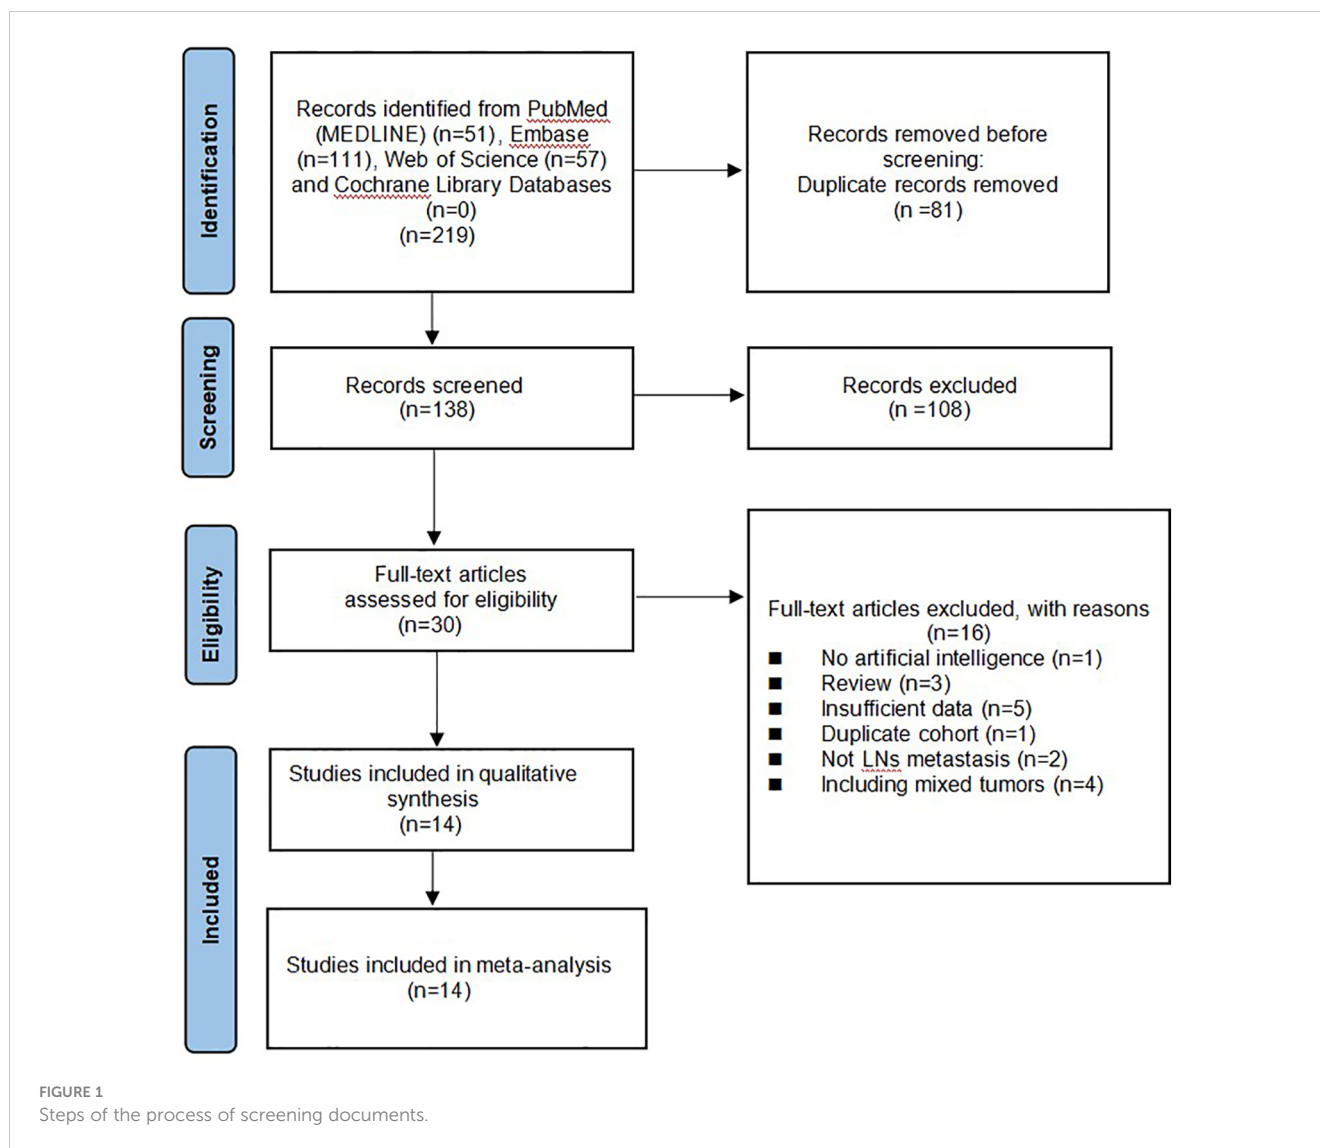 Identification
Records identified from PubMed
(MEDLINE) (n=51), Embase
(n=111), Web of Science (n=57)
and Cochrane Library Databases
(n=0)
(n=219)
Records removed before
screening:
Duplicate records removed
(n =81)
Screening
Records screened
(n=138)
Records excluded
(n =108)
Eligibility
Full-text articles
assessed for eligibility
(n=30)
Full-text articles excluded, with reasons
(n=16)
■ No artificial intelligence (n=1)
■ Review (n=3)
■ Insufficient data (n=5)
■ Duplicate cohort (n=1)
■ Not LNs metastasis (n=2)
■ Including mixed tumors (n=4)
Included
Studies included in qualitative
synthesis
(n=14)
Studies included in meta-analysis
(n=14)
FIGURE 1
Steps of the process of screening documents.